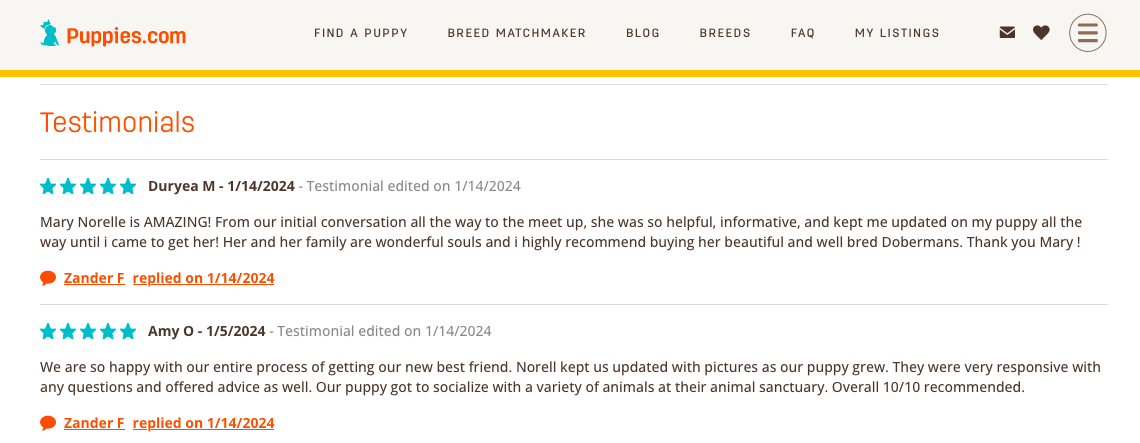 Puppies.com
FIND A PUPPY
BREED MATCHMAKER
BLOG
BREEDS
FAQ
MY LISTINGS
Testimonials
Duryea M - 1/14/2024 - Testimonial edited on 1/14/2024
Mary Norelle is AMAZING! From our initial conversation all the way to the meet up, she was so helpful, informative, and kept me updated on my puppy all the
way until i came to get her! Her and her family are wonderful souls and i highly recommend buying her beautiful and well bred Dobermans. Thank you Mary !
Zander F replied on 1/14/2024
Amy O - 1/5/2024 - Testimonial edited on 1/14/2024
We are so happy with our entire process of getting our new best friend. Norell kept us updated with pictures as our puppy grew. They were very responsive with
any questions and offered advice as well. Our puppy got to socialize with a variety of animals at their animal sanctuary. Overall 10/10 recommended.
Zander F replied on 1/14/2024